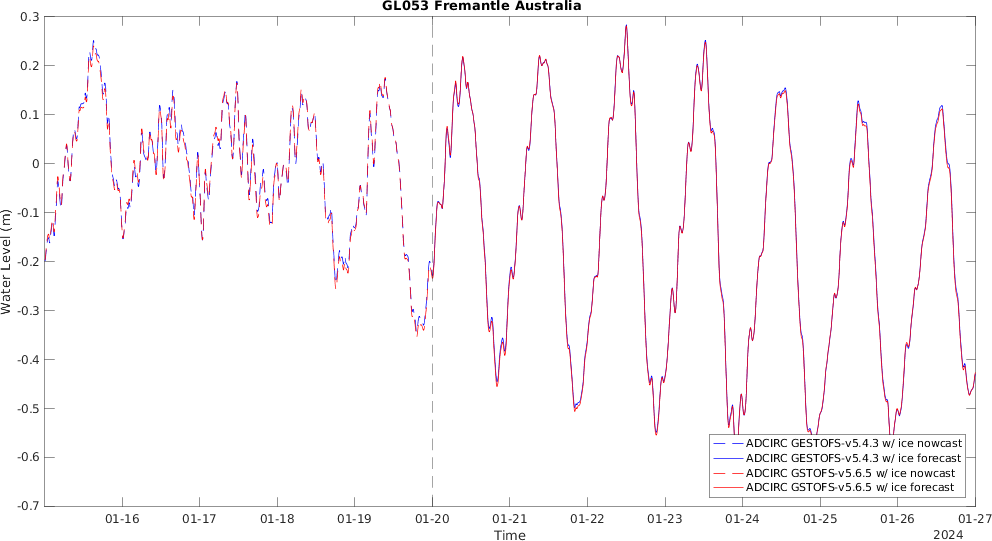 GL053 Fremantle Australia
0.3
0.2
0.1
0
-0.1
-0.2
-0.3
-0.4
-0.5
-0.6
-0.7
Water Level (m)
ADCIRC GESTOFS-v5.4.3 w/ ice nowcast
ADCIRC GESTOFS-v5.4.3 w/ ice forecast
ADCIRC GSTOFS-v5.6.5 w/ ice nowcast
ADCIRC GSTOFS-v5.6.5 w/ ice forecast
01-16 01-17 01-18 01-19 01-20 01-21 01-22 01-23 01-24 01-25 01-26 01-27
Time
2024